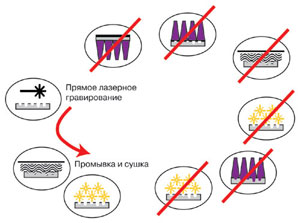 Прямое лазерное
гравирование
Промывка и сушка